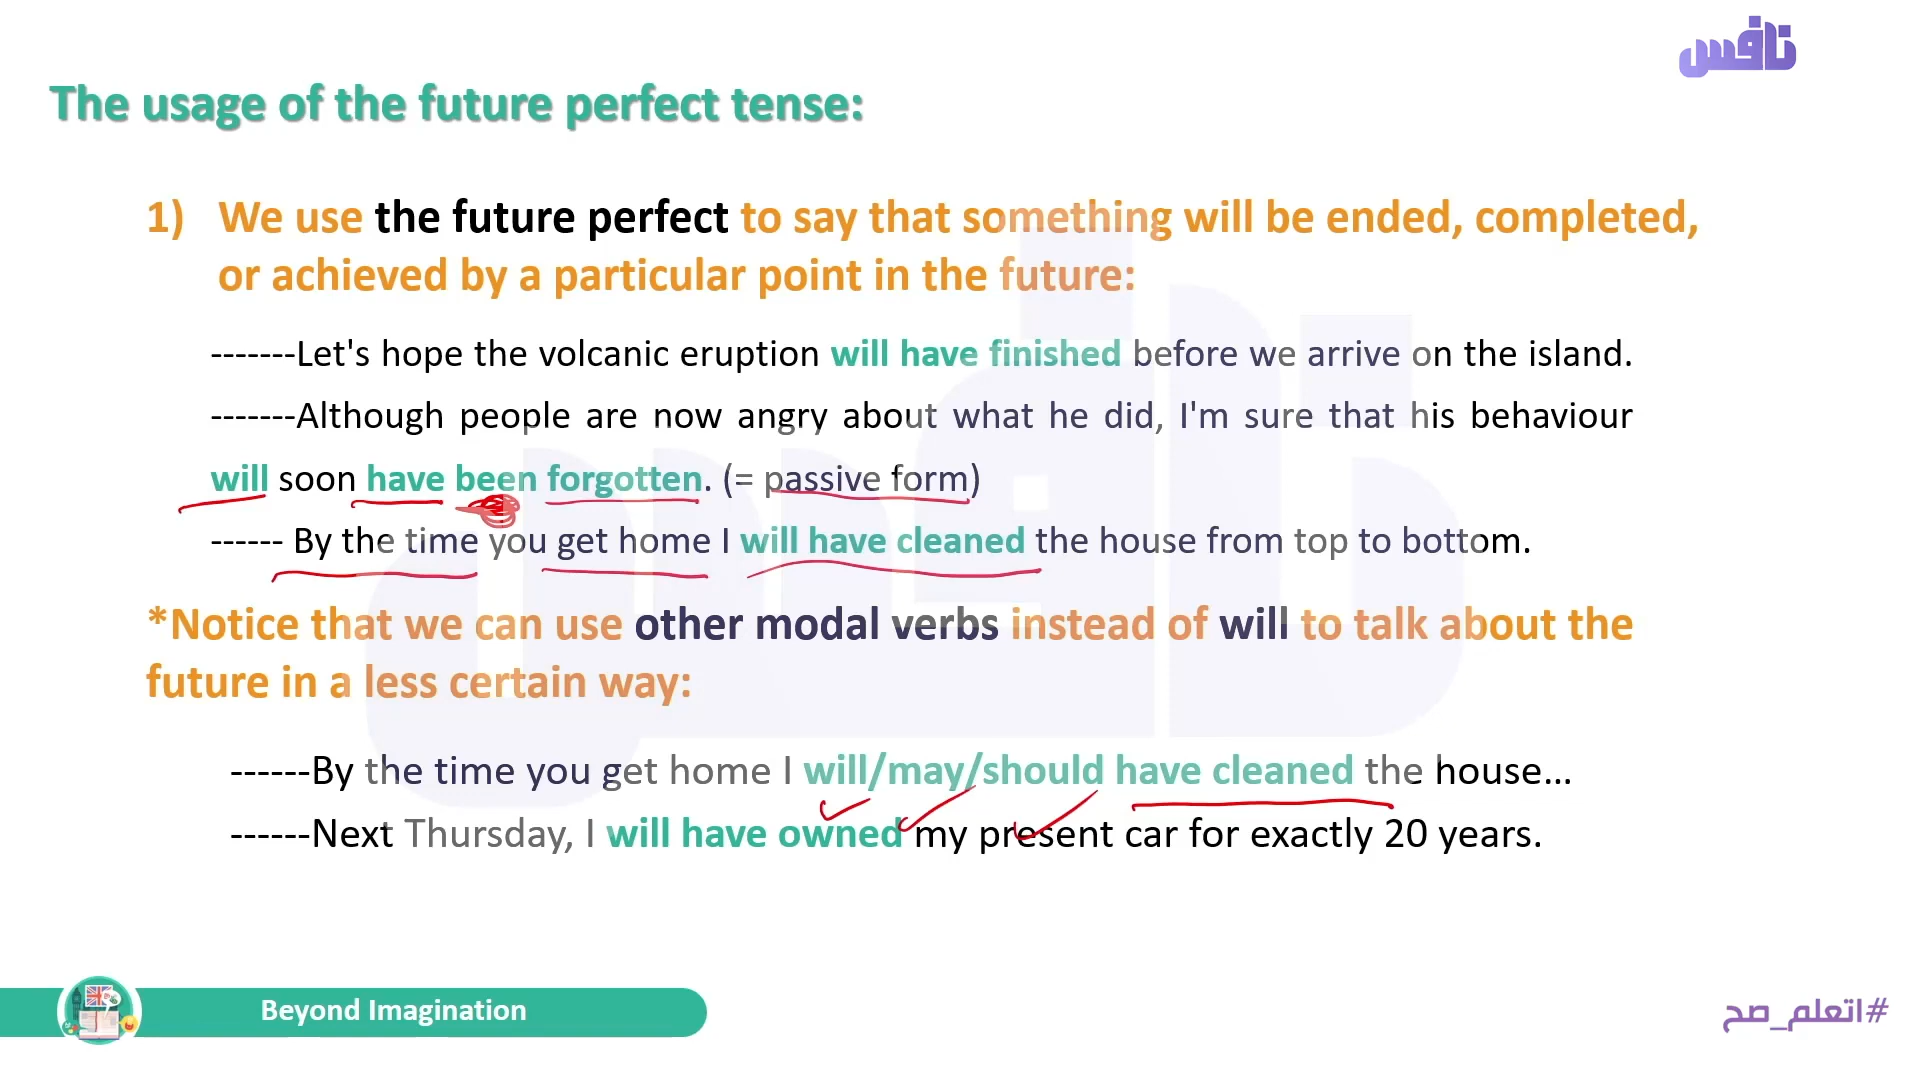 نافس
The usage of the future perfect tense:
1) We use the future perfect to say that something will be ended, completed,
or achieved by a particular point in the future:
-------Let's hope the volcanic eruption will have finished before we arrive on the island.
-------Although people are now angry about what he did, I'm sure that his behaviour
will soon have been forgotten. (= passive form)
------ By the time you get home I will have cleaned the house from top to bottom.
*Notice that we can use other modal verbs instead of will to talk about the
future in a less certain way:
------By the time you get home I will/may/should have cleaned the house...
------Next Thursday, I will have owned my present car for exactly 20 years.
Beyond Imagination
#اتعلم_صح